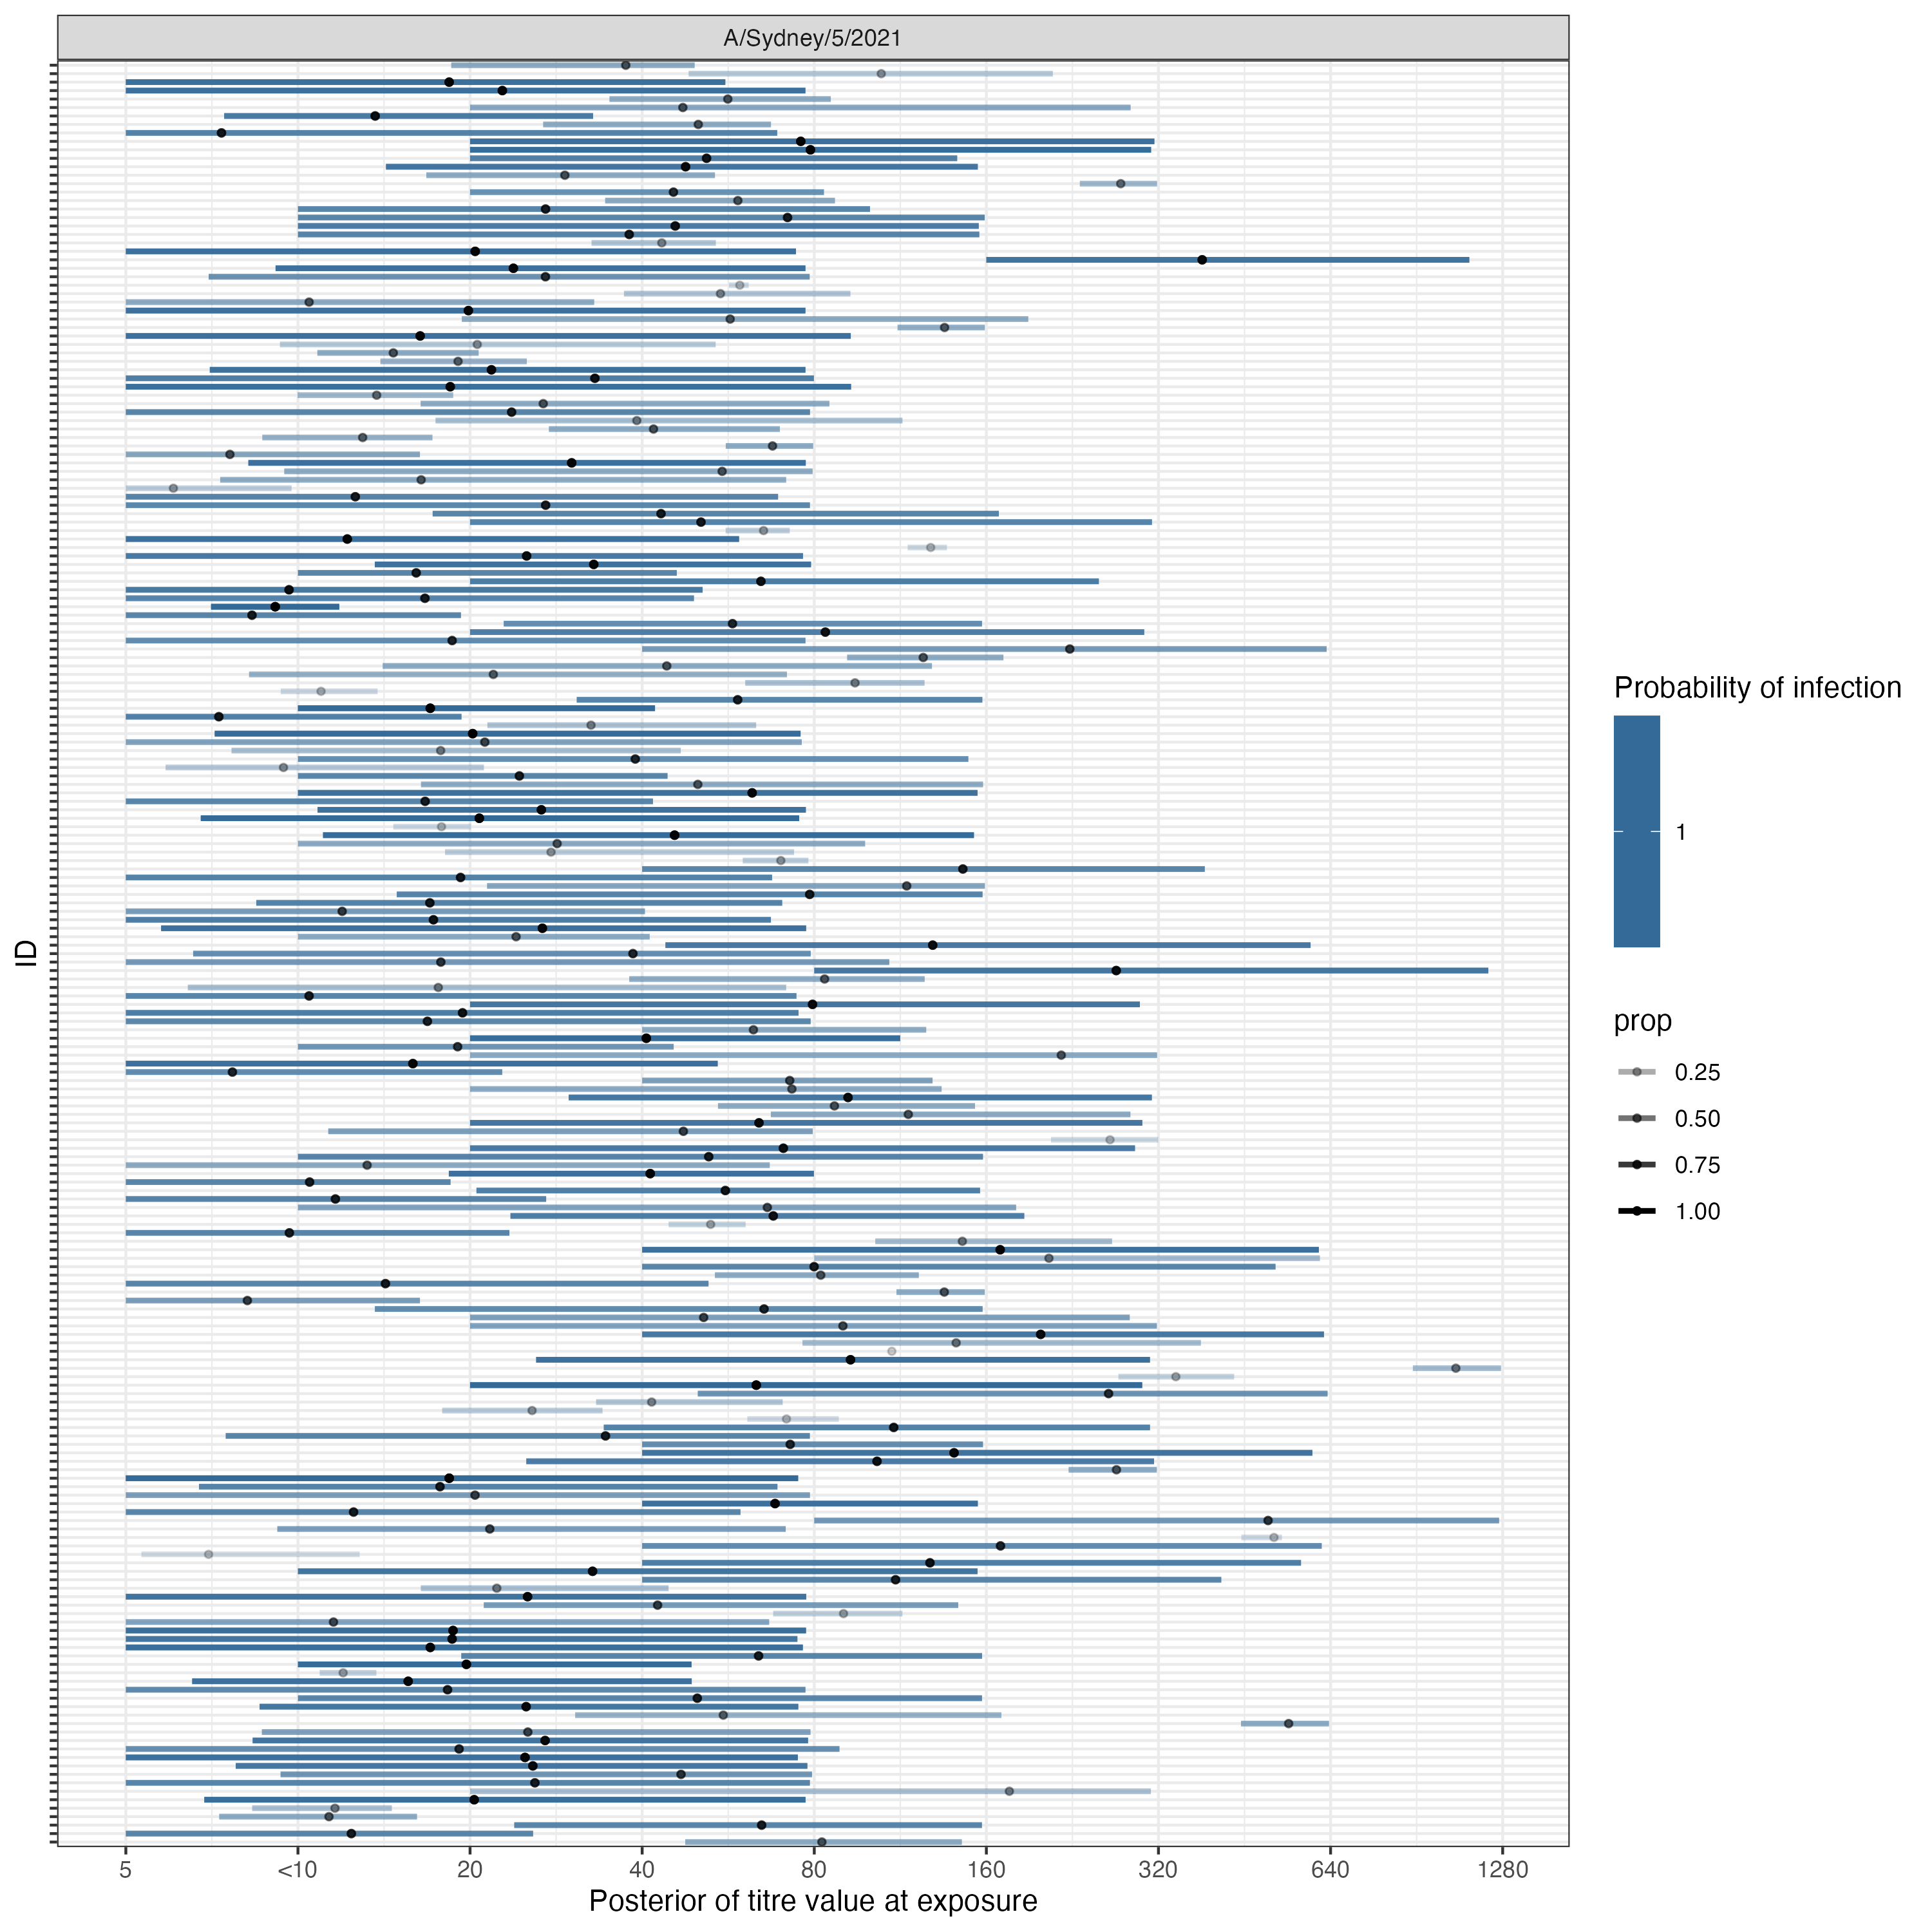 A/Sydney/5/2021
ID
5 <10 20 40 80 160 320 640 1280
Posterior of titre value at exposure
Probability of infection
1
prop
0.25
0.50
0.75
1.00